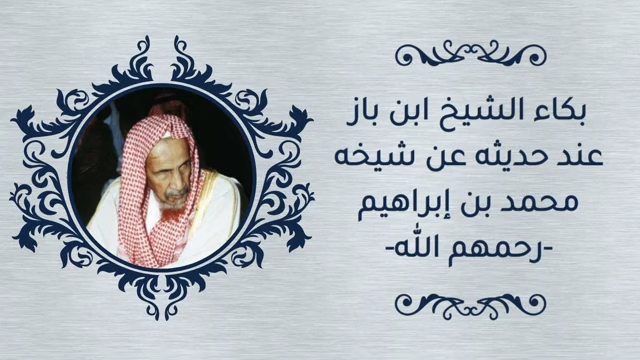 بكاء الشيخ ابن باز
عند حديثه عن شيخه
محمد بن إبراهيم
-رحمهم الله-